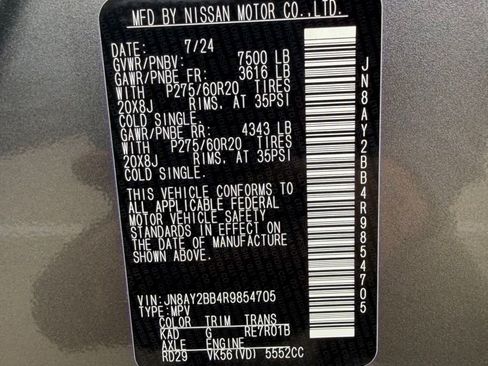 MFD BY NISSAN MOTOR CO.,LTD.
DATE: 7/24
GVWR/PNBV: 7500 LB
GAWR/PNBE FR: 3616 LB
WITH P275/60R20 TIRES
20X8J RIMS. AT 35PSI
COLD SINGLE.
GAWR/PNBE RR: 4343 LB
WITH P275/60R20 TIRES
20X8J RIMS. AT 35PSI
COLD SINGLE.
THIS VEHICLE CONFORMS TO
ALL APPLICABLE FEDERAL
MOTOR VEHICLE SAFETY
STANDARDS IN EFFECT ON
THE DATE OF MANUFACTURE
SHOWN ABOVE.
VIN: JN8AY2BB4R9854705
TYPE: MPV
COLOR TRIM TRANS
KAD G RE7R01B
AXLE ENGINE
RD29 VK56(VD) 5552CC
JN8AY2BB4R9854705